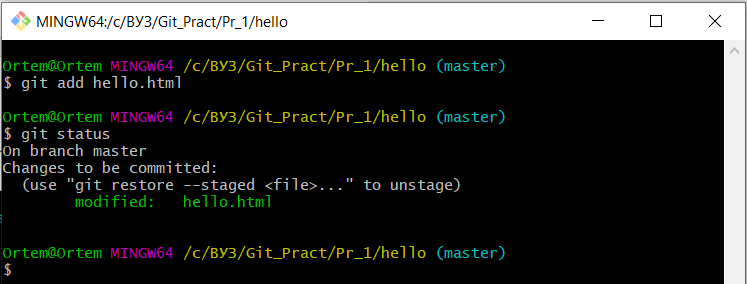 MINGW64:/c/ВУЗ/Git_Pract/Pr_1/hello
Ortem@Ortem MINGW64 /c/ВУЗ/Git_Pract/Pr_1/hello (master)
$ git add hello.html
Ortem@Ortem MINGW64 /c/ВУЗ/Git_Pract/Pr_1/hello (master)
$ git status
On branch master
Changes to be committed:
  (use "git restore --staged <file>..." to unstage)
        modified:   hello.html
Ortem@Ortem MINGW64 /c/ВУЗ/Git_Pract/Pr_1/hello (master)
$